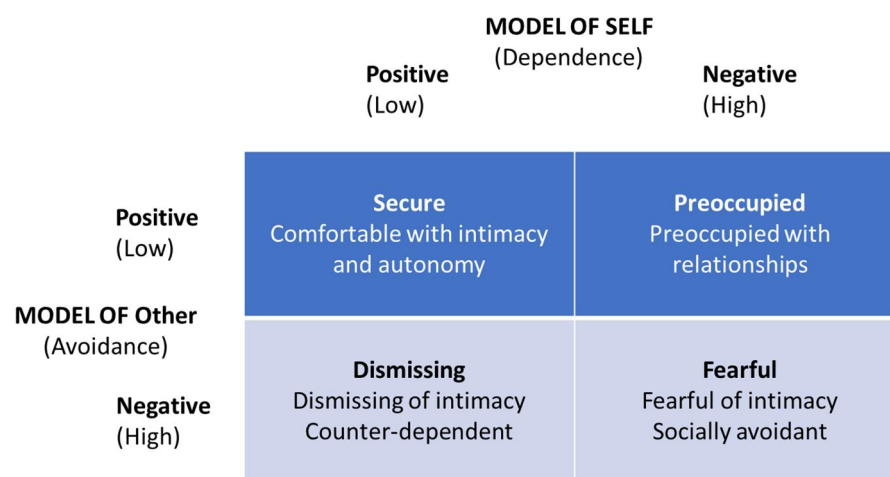 MODEL OF SELF
(Dependence)
Positive
(Low)
Negative
(High)
Positive
(Low)
Secure
Comfortable with intimacy
and autonomy
Preoccupied
Preoccupied with
relationships
MODEL OF Other
(Avoidance)
Negative
(High)
Dismissing
Dismissing of intimacy
Counter-dependent
Fearful
Fearful of intimacy
Socially avoidant